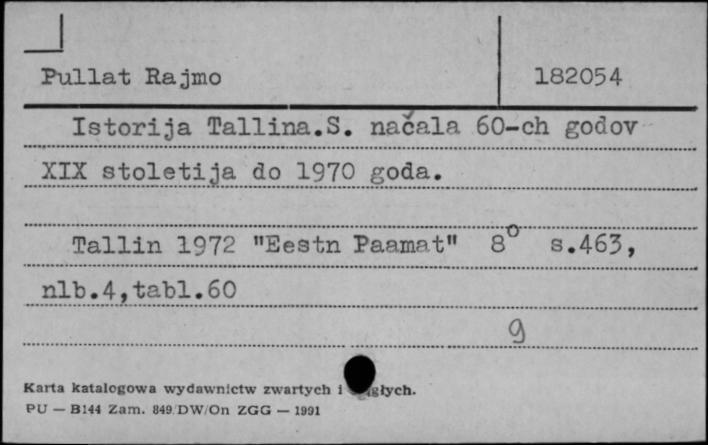 Pullat Rajmo 182054
Istorija Tallina.S. načala 60-ch godov
XIX stoletija do 1970 goda.
Tallin 1972 "Eestn Paamat" 8° s.463,
nlb.4,tabl.60
9
Karta katalogowa wydawnictw zwartych i
PU — B144 Zam. 849/DW/On ZGG — 1991